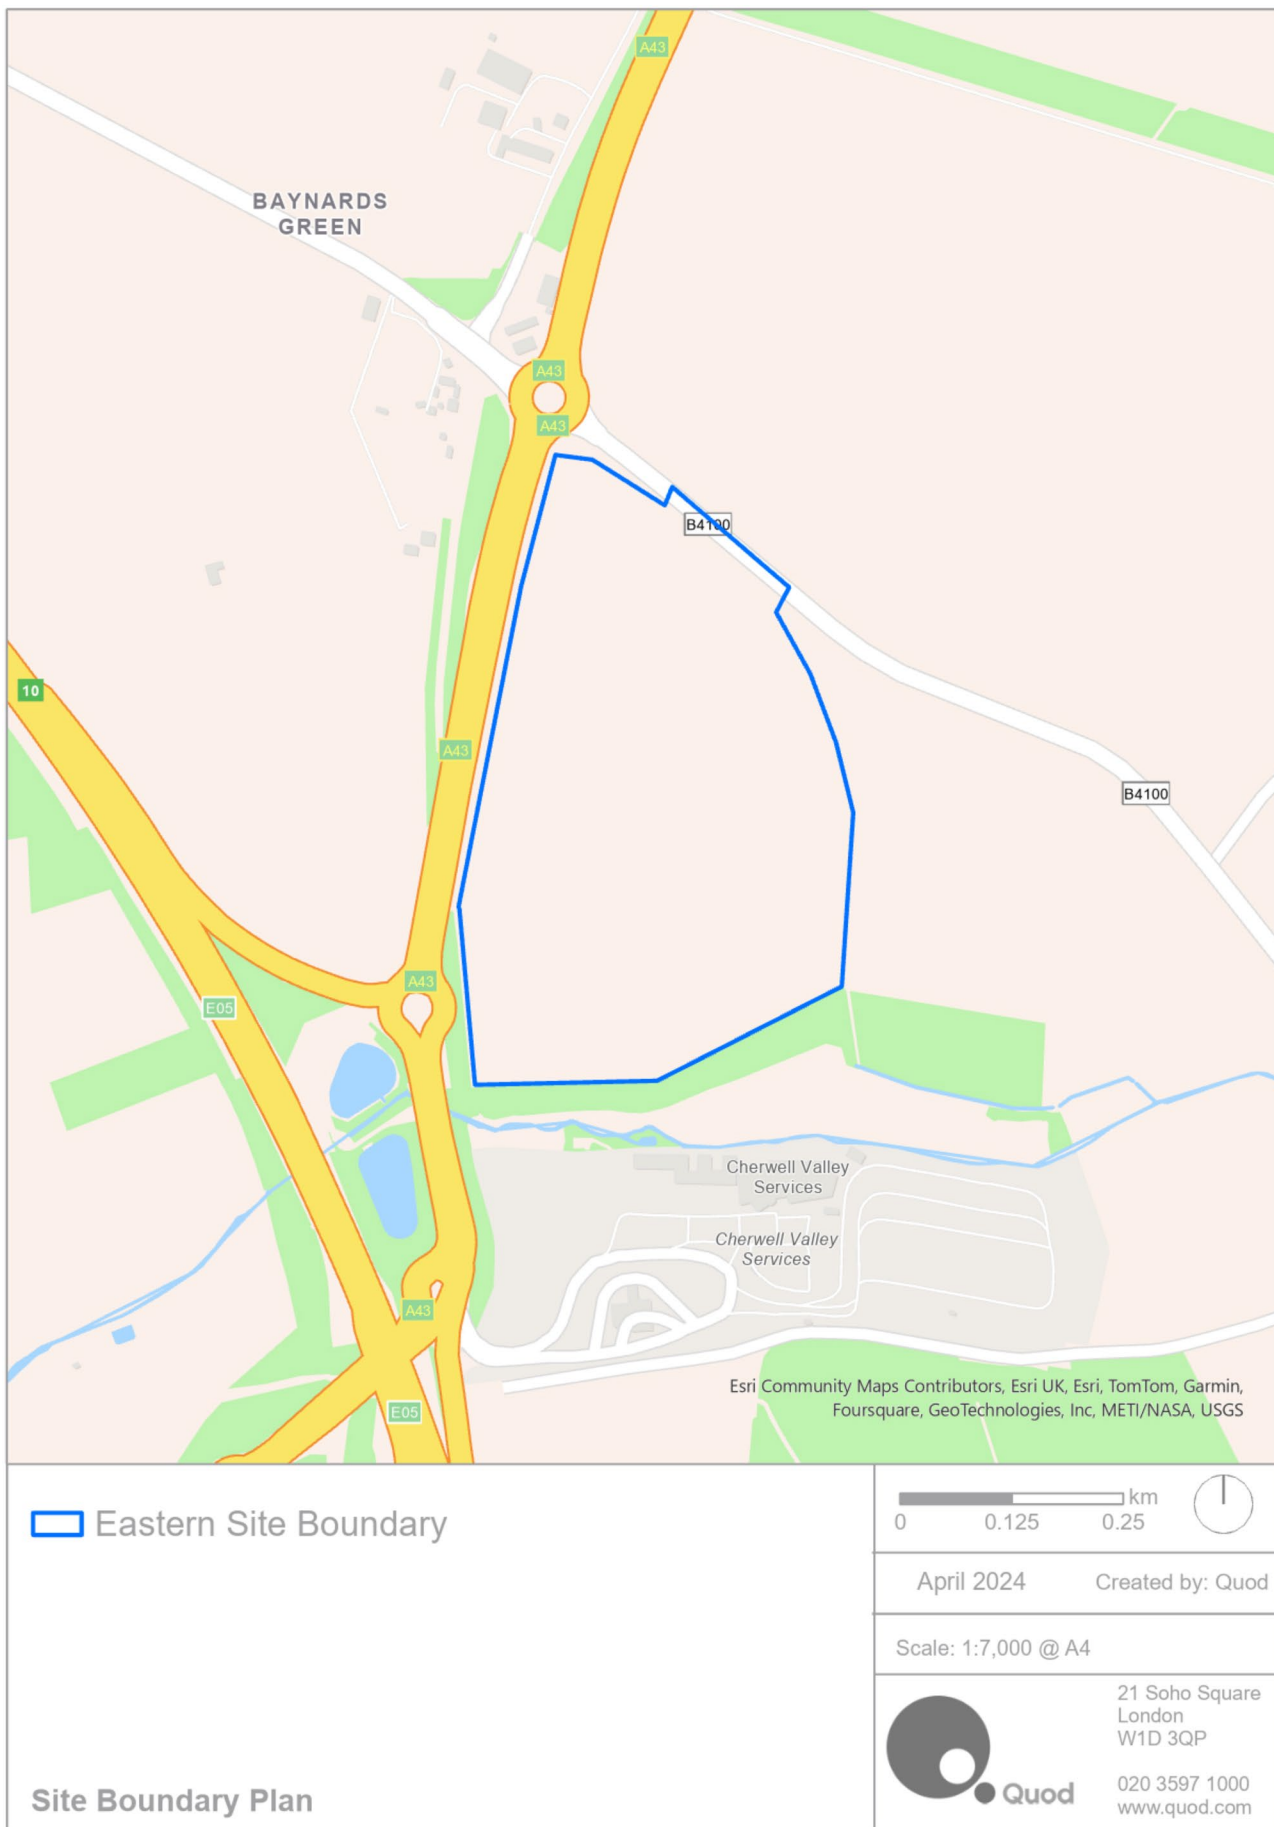 A43
BAYNARDS
GREEN
A43
A43
B4100
10
A43
B4100
A43
E05
Cherwell Valley
Services
Cherwell Valley
Services
A43
E05
Esri Community Maps Contributors, Esri UK, Esri, TomTom, Garmin,
Foursquare, GeoTechnologies, Inc, METI/NASA, USGS
Eastern Site Boundary
km
0 0.125 0.25
April 2024 Created by: Quod
Scale: 1:7,000 @ A4
Quod
21 Soho Square
London
W1D 3QP
020 3597 1000
www.quod.com
Site Boundary Plan